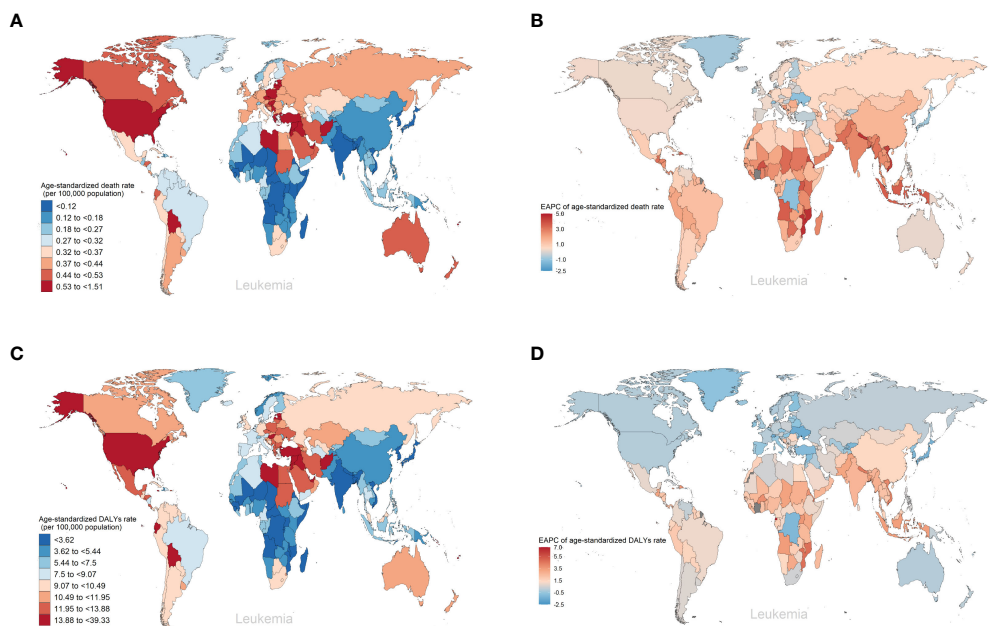 A
Age-standardized death rate
(per 100,000 population)
<0.12
0.12 to <0.18
0.18 to <0.27
0.27 to <0.32
0.32 to <0.37
0.37 to <0.44
0.44 to <0.53
0.53 to <1.51
Leukemia
B
EAPC of age-standardized death rate
5.0
3.0
1.0
-1.0
-2.5
Leukemia
C
Age-standardized DALYs rate
(per 100,000 population)
<3.62
3.62 to <5.44
5.44 to <7.5
7.5 to <9.07
9.07 to <10.49
10.49 to <11.95
11.95 to <13.88
13.88 to <39.33
Leukemia
D
EAPC of age-standardized DALYs rate
7.0
5.5
3.5
1.5
-0.5
-2.5
Leukemia